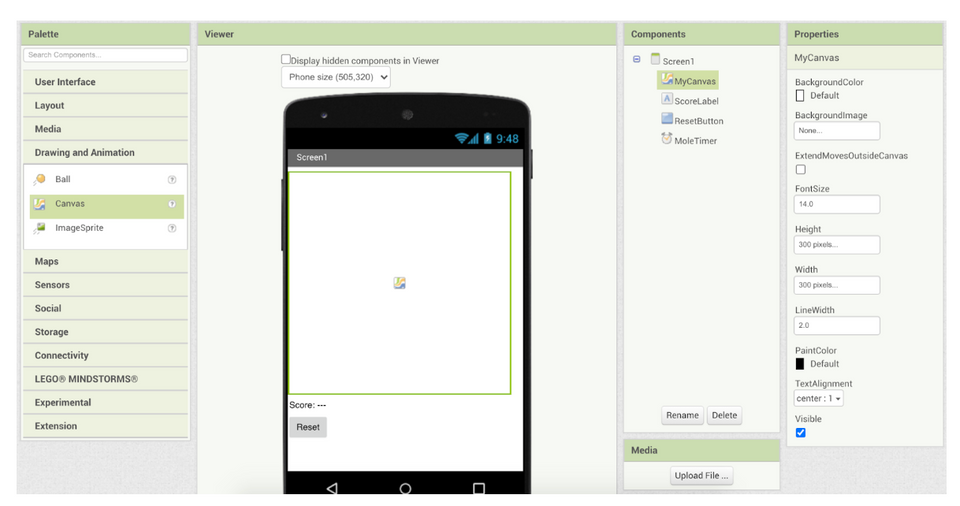 Palette
Search Components...
User Interface
Layout
Media
Drawing and Animation
Ball ?
Canvas ?
ImageSprite ?
Maps
Sensors
Social
Storage
Connectivity
LEGO® MINDSTORMS®
Experimental
Extension
Viewer
Display hidden components in Viewer
Phone size (505,320)
9:48
Screen1
Score: ---
Reset
Components
Screen1
MyCanvas
A ScoreLabel
ResetButton
MoleTimer
Rename Delete
Media
Upload File ...
Properties
MyCanvas
BackgroundColor
Default
BackgroundImage
None...
ExtendMovesOutsideCanvas
FontSize
14.0
Height
300 pixels...
Width
300 pixels...
LineWidth
2.0
PaintColor
Default
TextAlignment
center : 1
Visible